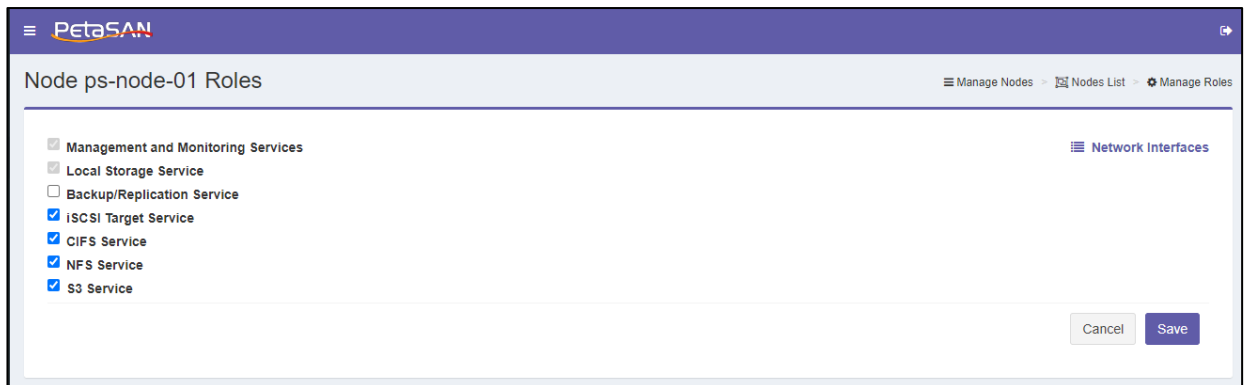 PetaSAN
Node ps-node-01 Roles
Manage Nodes > Nodes List > Manage Roles
Management and Monitoring Services
Network Interfaces
Local Storage Service
Backup/Replication Service
iSCSI Target Service
CIFS Service
NFS Service
S3 Service
Cancel
Save